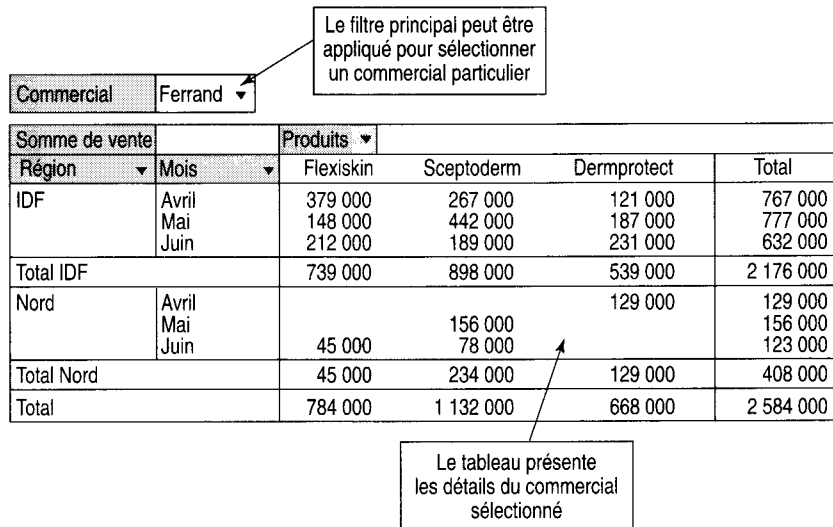 Le filtre principal peut être
appliqué pour sélectionner
un commercial particulier
Commercial Ferrand
Somme de vente Produits
Région Mois Flexiskin Sceptoderm Dermprotect Total
IDF Avril 379 000 267 000 121 000 767 000
Mai 148 000 442 000 187 000 777 000
Juin 212 000 189 000 231 000 632 000
Total IDF 739 000 898 000 539 000 2 176 000
Nord Avril 129 000 129 000
Mai 156 000 156 000
Juin 45 000 78 000 123 000
Total Nord 45 000 234 000 129 000 408 000
Total 784 000 1 132 000 668 000 2 584 000
Le tableau présente
les détails du commercial
sélectionné